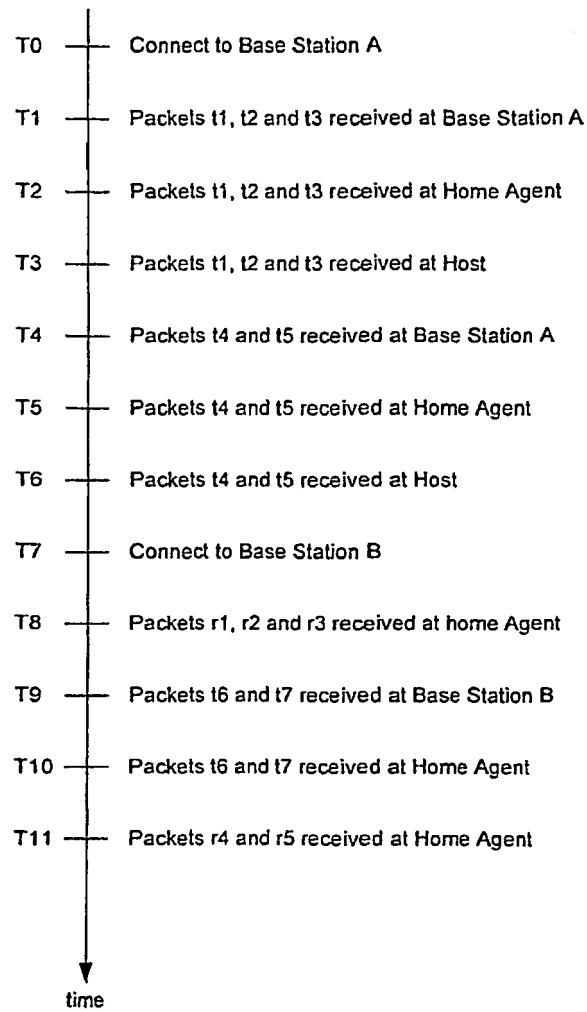 T0 Connect to Base Station A
T1 Packets t1, t2 and t3 received at Base Station A
T2 Packets t1, t2 and t3 received at Home Agent
T3 Packets t1, t2 and t3 received at Host
T4 Packets t4 and t5 received at Base Station A
T5 Packets t4 and t5 received at Home Agent
T6 Packets t4 and t5 received at Host
T7 Connect to Base Station B
T8 Packets r1, r2 and r3 received at home Agent
T9 Packets t6 and t7 received at Base Station B
T10 Packets t6 and t7 received at Home Agent
T11 Packets r4 and r5 received at Home Agent
time